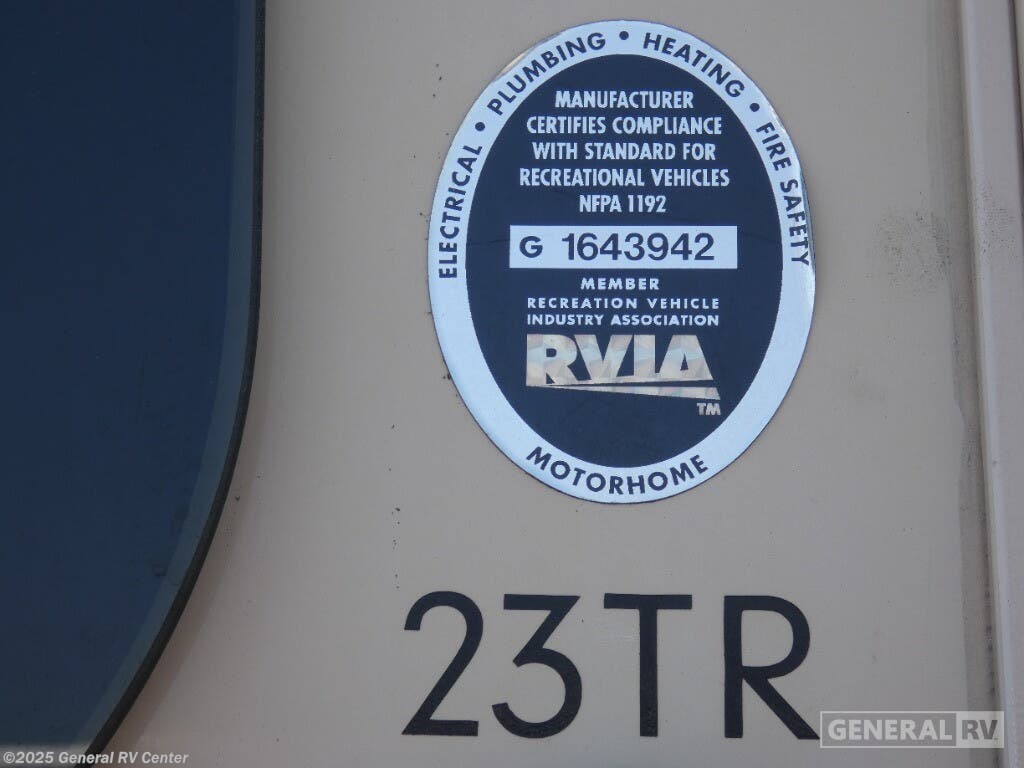 ELECTRICAL • PLUMBING • HEATING • FIRE SAFETY
MANUFACTURER
CERTIFIES COMPLIANCE
WITH STANDARD FOR
RECREATIONAL VEHICLES
NFPA 1192
G 1643942
MEMBER
RECREATION VEHICLE
INDUSTRY ASSOCIATION
RVIA
TM
MOTORHOME
23TR
GENERAL RV
©2025 General RV Center